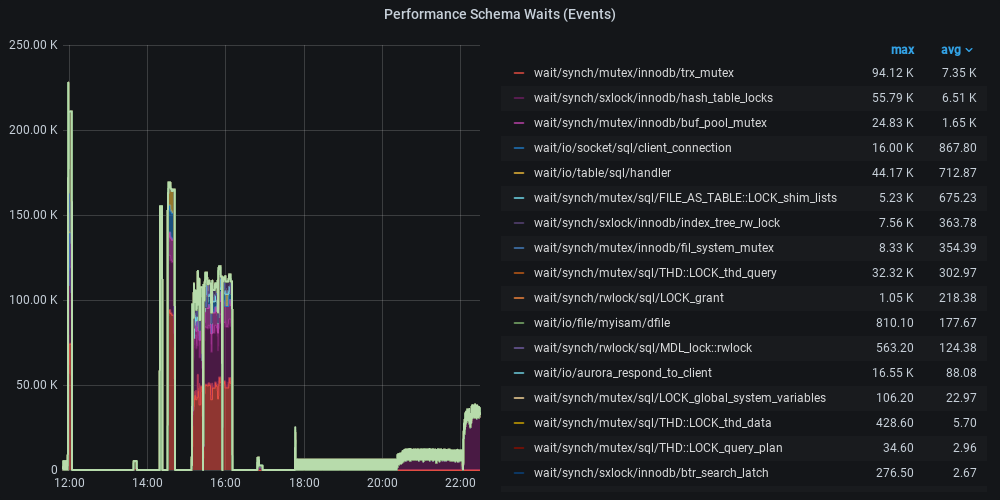 Performance Schema Waits (Events)
250.00 K
200.00 K
150.00 K
100.00 K
50.00 K
0
12:00 14:00 16:00 18:00 20:00 22:00
max avg
wait/synch/mutex/innodb/trx_mutex 94.12 K 7.35 K
wait/synch/sxlock/innodb/hash_table_locks 55.79 K 6.51 K
wait/synch/mutex/innodb/buf_pool_mutex 24.83 K 1.65 K
wait/io/socket/sql/client_connection 16.00 K 867.80
wait/io/table/sql/handler 44.17 K 712.87
wait/synch/mutex/sql/FILE_AS_TABLE::LOCK_shim_lists 5.23 K 675.23
wait/synch/sxlock/innodb/index_tree_rw_lock 7.56 K 363.78
wait/synch/mutex/innodb/fil_system_mutex 8.33 K 354.39
wait/synch/mutex/sql/THD::LOCK_thd_query 32.32 K 302.97
wait/synch/rwlock/sql/LOCK_grant 1.05 K 218.38
wait/io/file/myisam/dfile 810.10 177.67
wait/synch/rwlock/sql/MDL_lock::rwlock 563.20 124.38
wait/io/aurora_respond_to_client 16.55 K 88.08
wait/synch/mutex/sql/LOCK_global_system_variables 106.20 22.97
wait/synch/mutex/sql/THD::LOCK_thd_data 428.60 5.70
wait/synch/mutex/sql/THD::LOCK_query_plan 34.60 2.96
wait/synch/sxlock/innodb/btr_search_latch 276.50 2.67